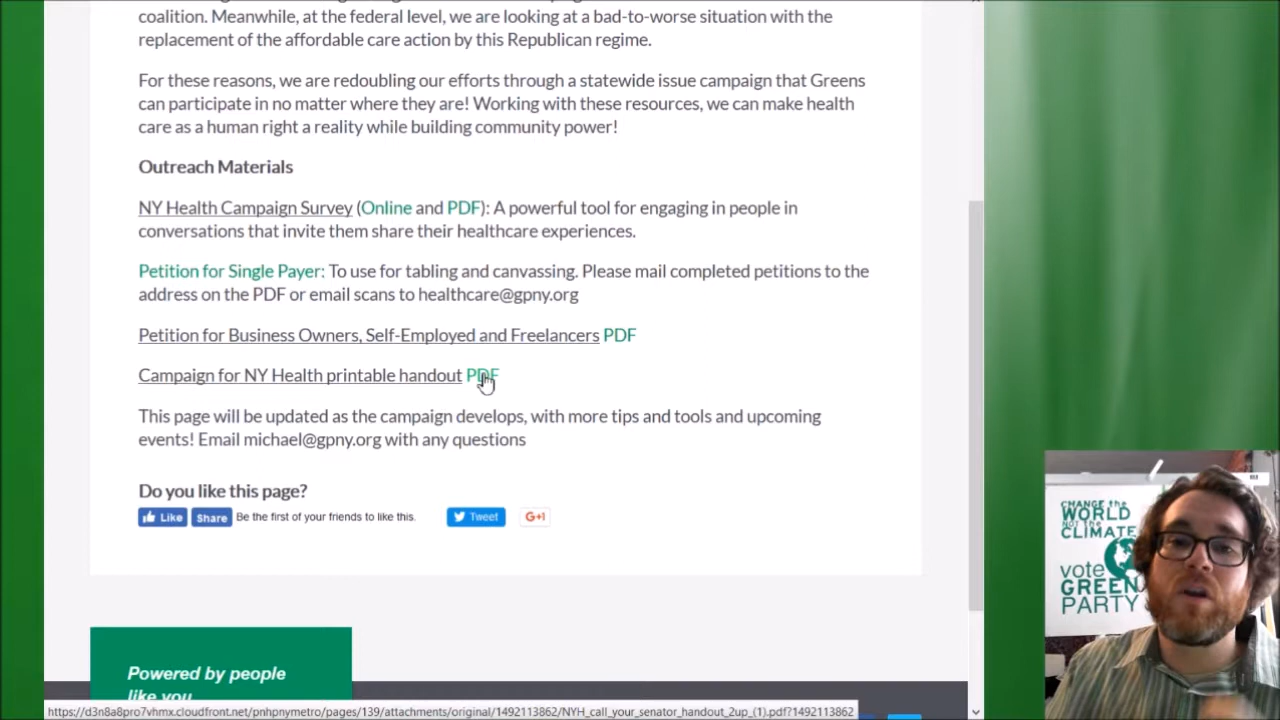 coalition. Meanwhile, at the federal level, we are looking at a bad-to-worse situation with the
replacement of the affordable care action by this Republican regime.
For these reasons, we are redoubling our efforts through a statewide issue campaign that Greens
can participate in no matter where they are! Working with these resources, we can make health
care as a human right a reality while building community power!
Outreach Materials
NY Health Campaign Survey (Online and PDF): A powerful tool for engaging in people in
conversations that invite them share their healthcare experiences.
Petition for Single Payer: To use for tabling and canvassing. Please mail completed petitions to the
address on the PDF or email scans to healthcare@gpny.org
Petition for Business Owners, Self-Employed and Freelancers PDF
Campaign for NY Health printable handout PDF
This page will be updated as the campaign develops, with more tips and tools and upcoming
events! Email michael@gpny.org with any questions
Do you like this page?
Like Share Be the first of your friends to like this. Tweet G+1
CHANGE the
WORLD
NOT the
CLIMATE
vote
GREEN
PARTY
Powered by people
like you
https://d3n8a8pro7vhmx.cloudfront.net/pnhpnymetro/pages/139/attachments/original/1492113862/NYH_call_your_senator_handout_2up_(1).pdf?1492113862